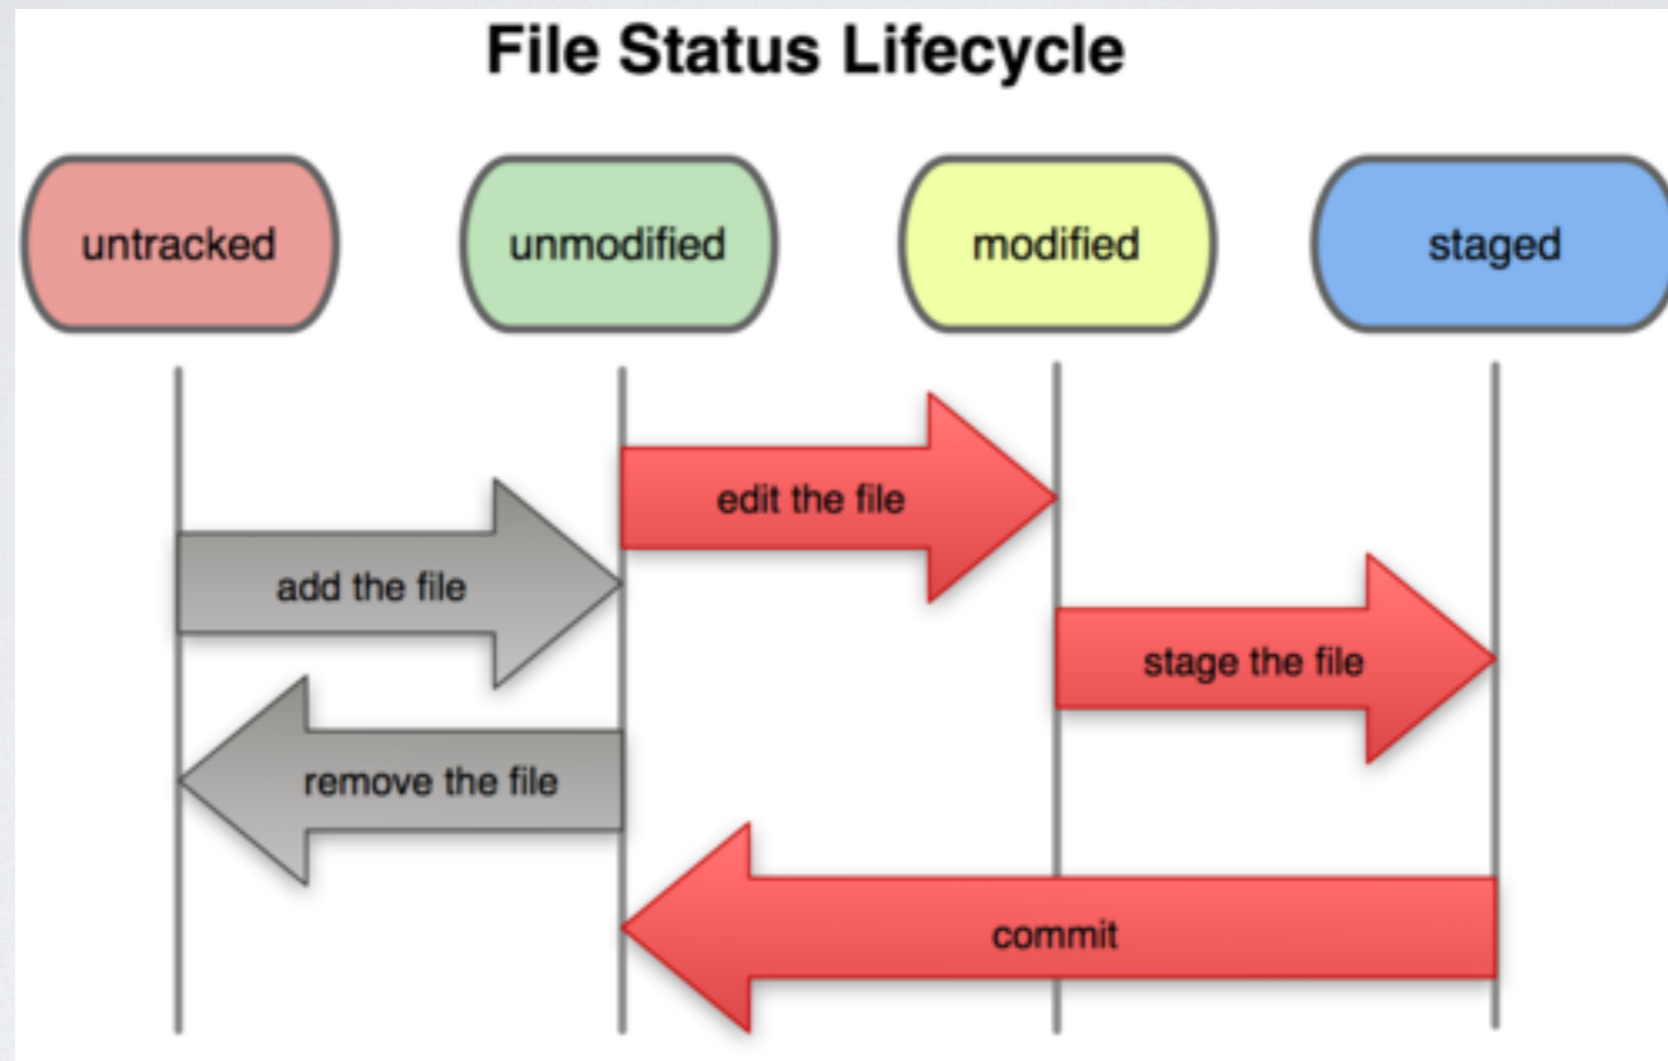 File Status Lifecycle
untracked
unmodified
modified
staged
edit the file
add the file
stage the file
remove the file
commit